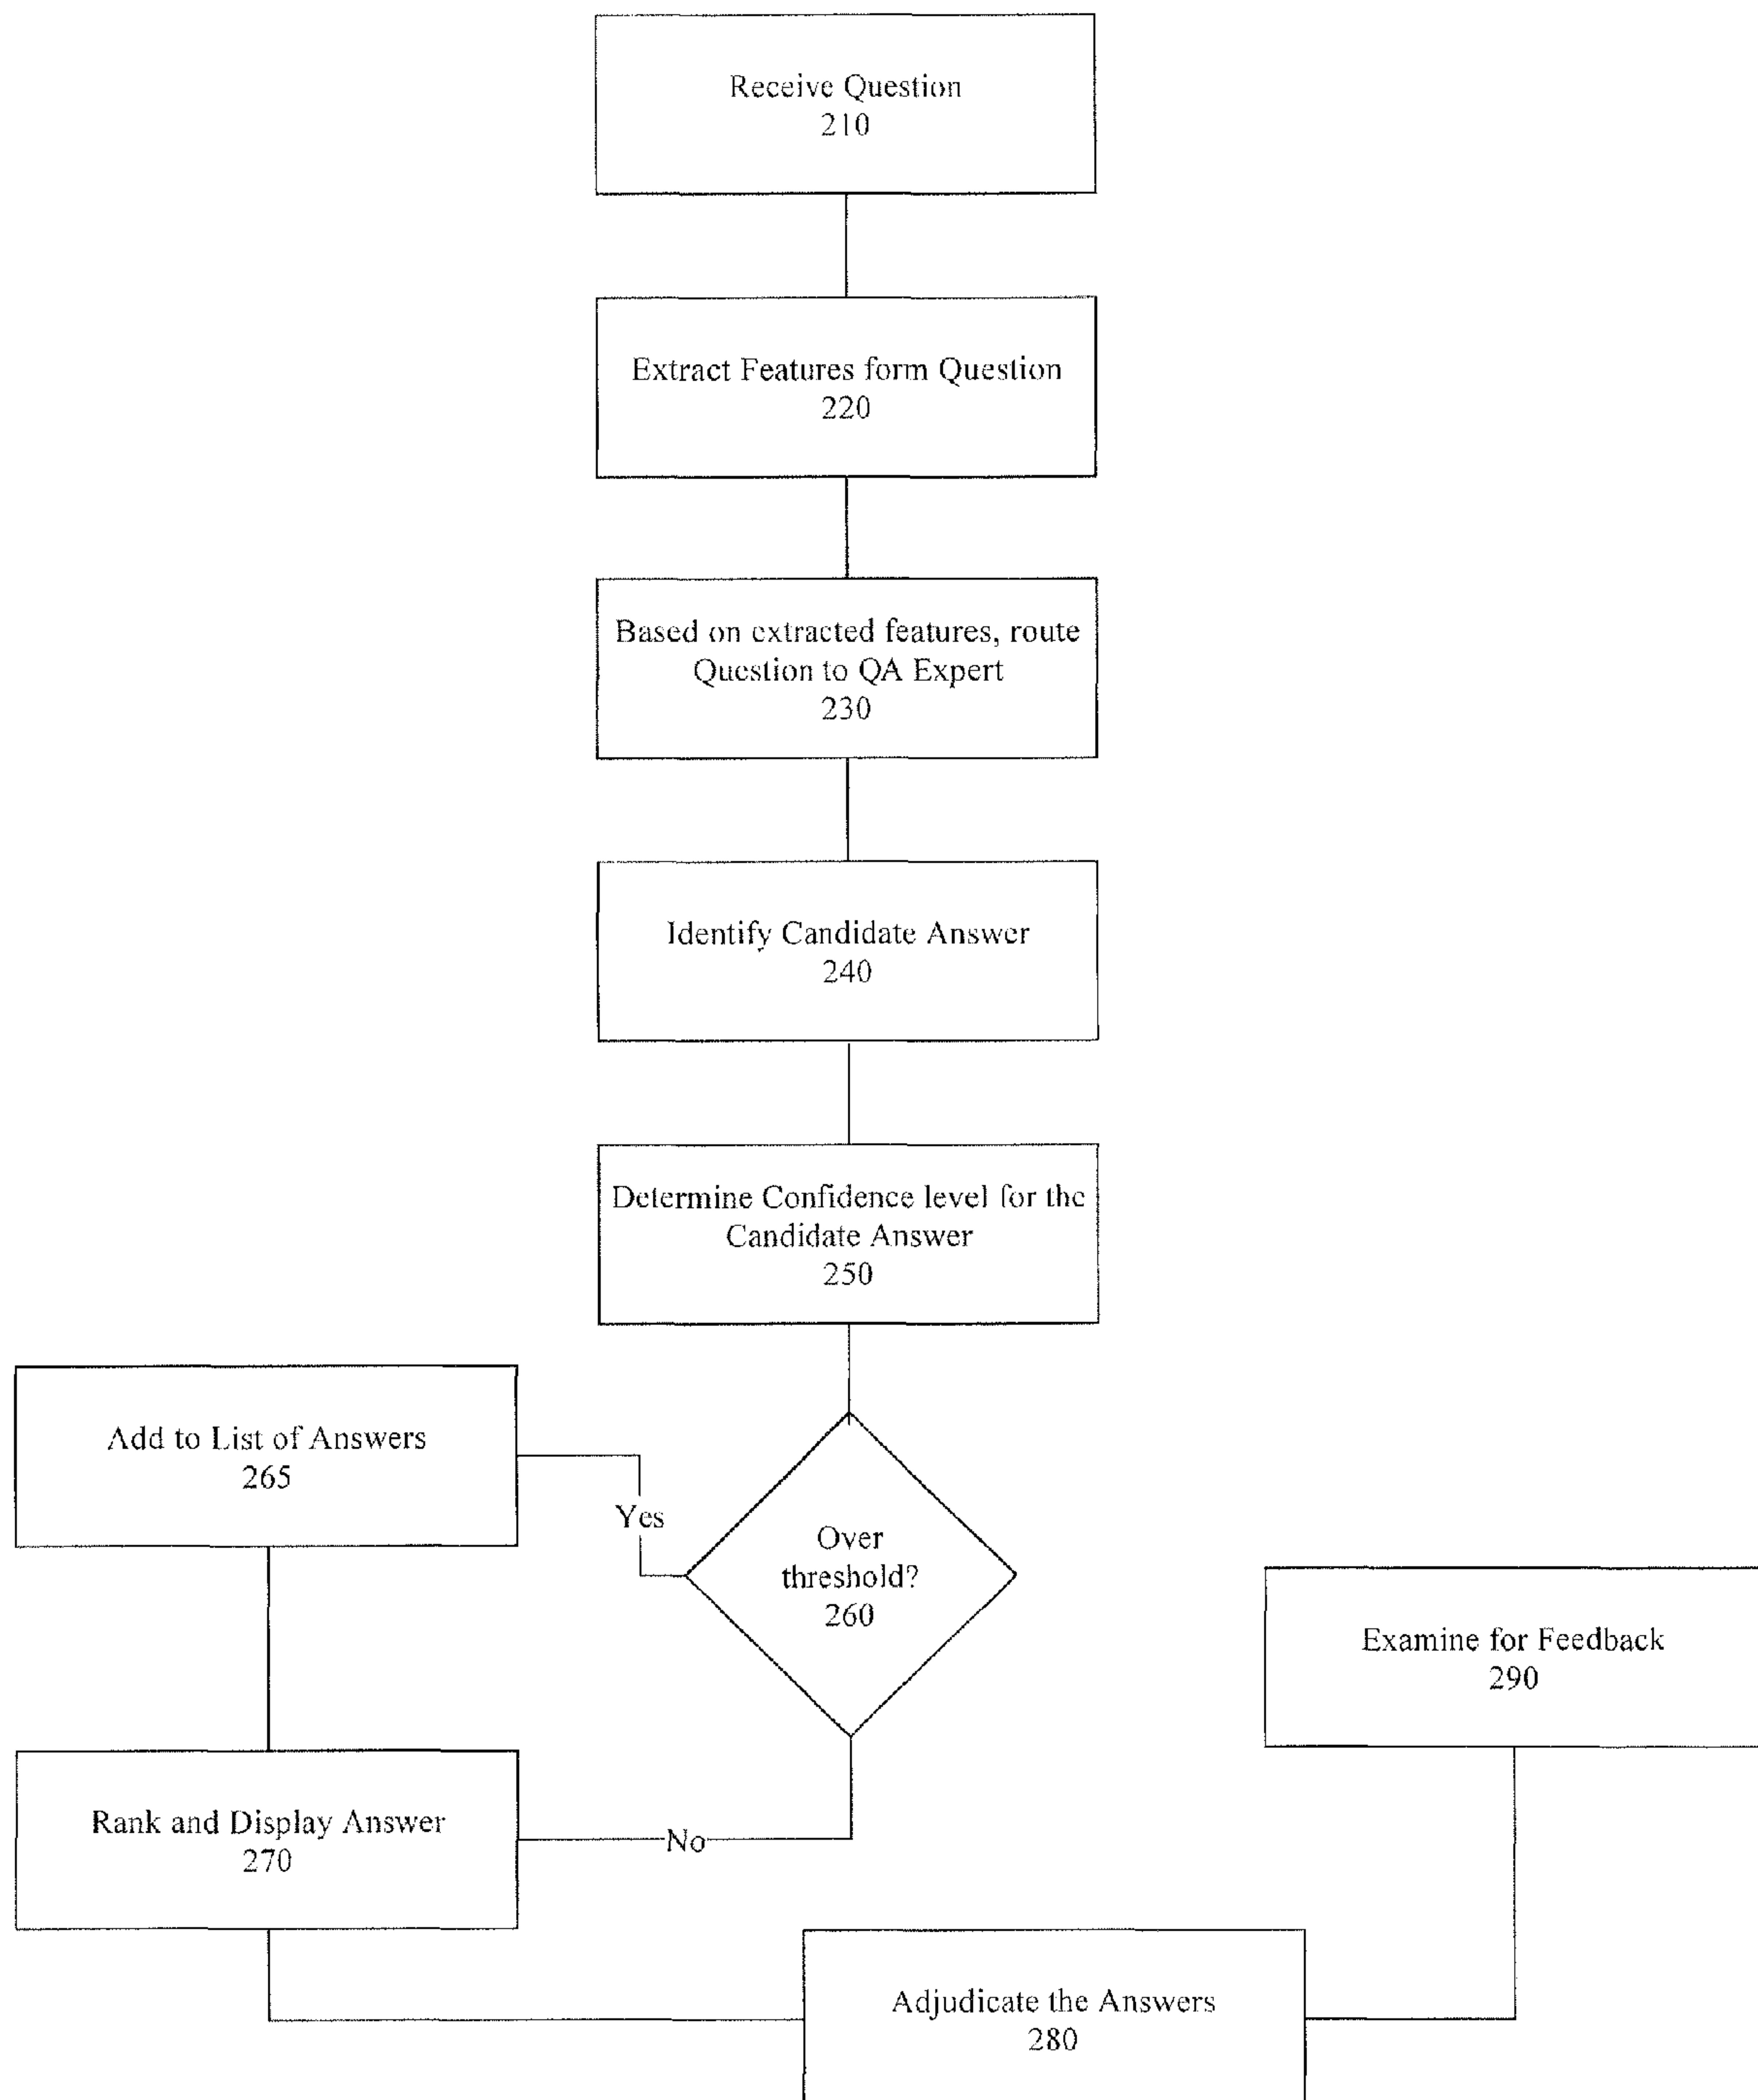 Receive Question
210
Extract Features form Question
220
Based on extracted features, route
Question to QA Expert
230
Identify Candidate Answer
240
Determine Confidence level for the
Candidate Answer
250
Add to List of Answers
265
Yes
Over
threshold?
260
Examine for Feedback
290
Rank and Display Answer
270
No
Adjudicate the Answers
280